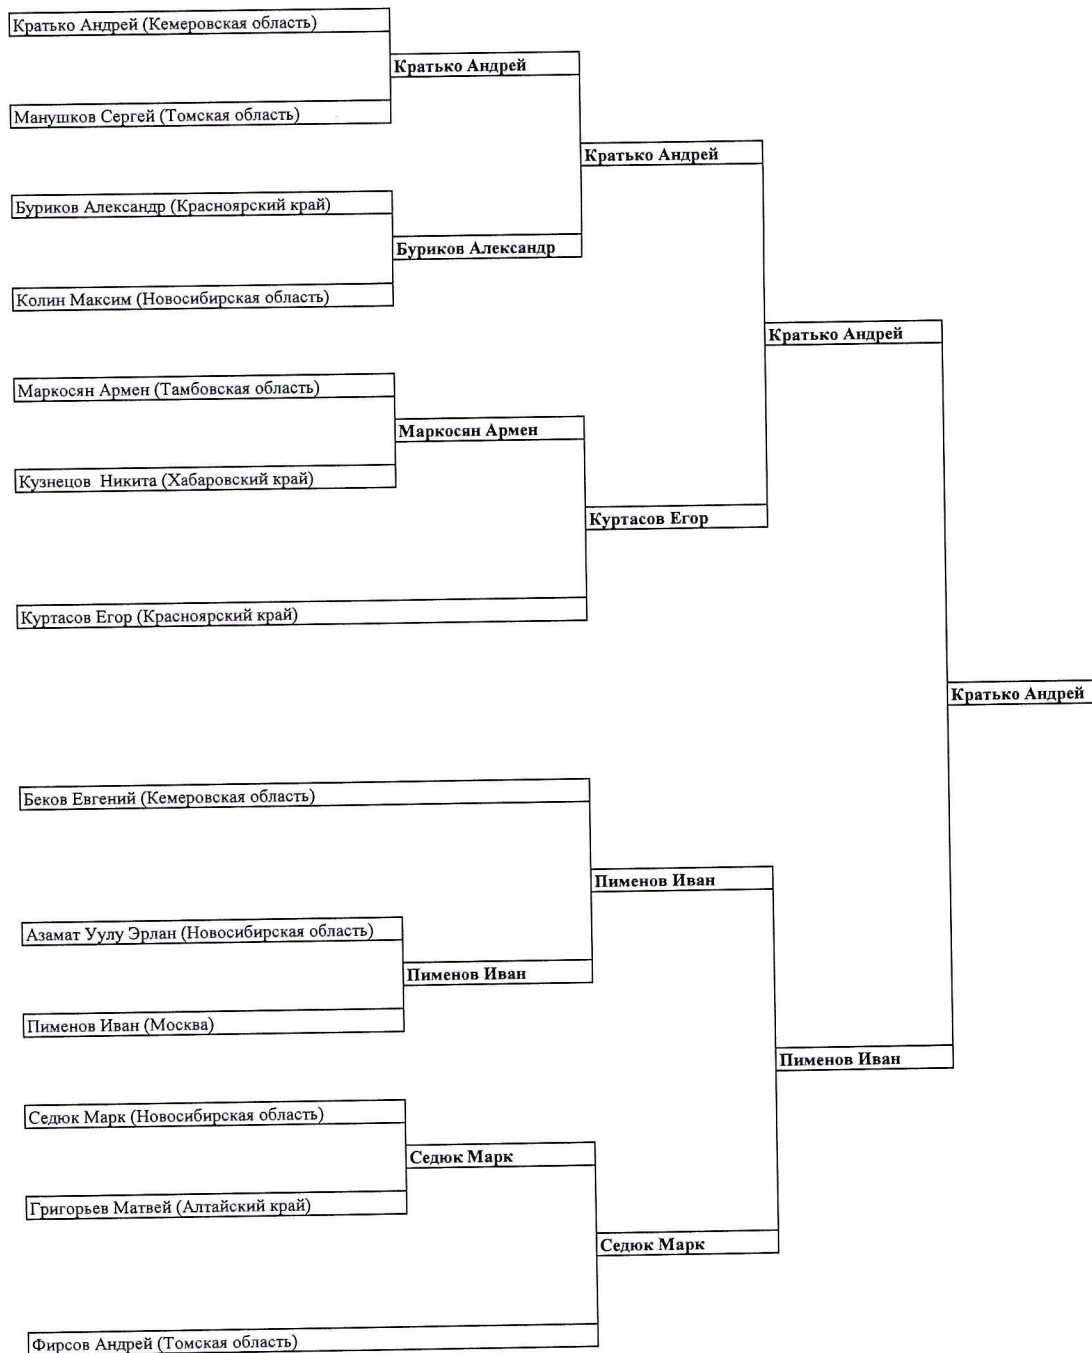 Кратько Андрей (Кемеровская область)
Кратько Андрей
Манушков Сергей (Томская область)
Кратько Андрей
Буриков Александр (Красноярский край)
Буриков Александр
Колин Максим (Новосибирская область)
Кратько Андрей
Маркосян Армен (Тамбовская область)
Маркосян Армен
Кузнецов Никита (Хабаровский край)
Куртасов Егор
Куртасов Егор (Красноярский край)
Кратько Андрей
Беков Евгений (Кемеровская область)
Пименов Иван
Азамат Уулу Эрлан (Новосибирская область)
Пименов Иван
Пименов Иван (Москва)
Пименов Иван
Седюк Марк (Новосибирская область)
Седюк Марк
Григорьев Матвей (Алтайский край)
Седюк Марк
Фирсов Андрей (Томская область)